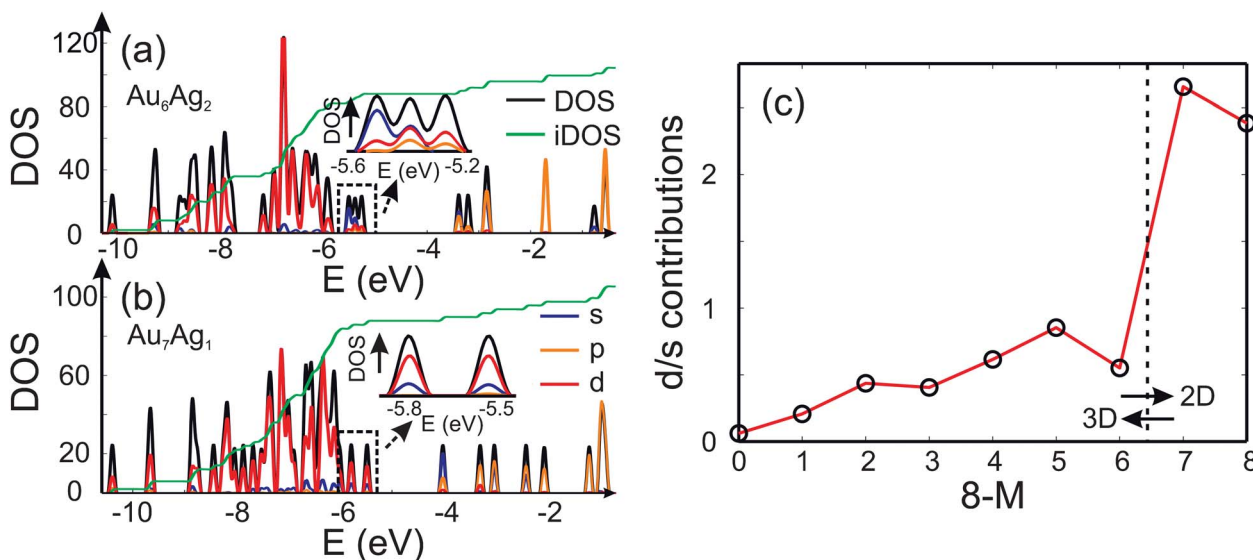 (a)
Au6Ag2
DOS
120
80
40
0
DOS
-5.6
E (eV)
-5.2
DOS
iDOS
-10
-8
-6
-4
-2
E (eV)
(b)
Au7Ag1
DOS
100
60
20
0
DOS
-5.8
-5.5
E (eV)
s
p
d
-10
-8
-6
-4
-2
E (eV)
(c)
d/s contributions
2
1
0
2D
3D
0 1 2 3 4 5 6 7 8
8-M